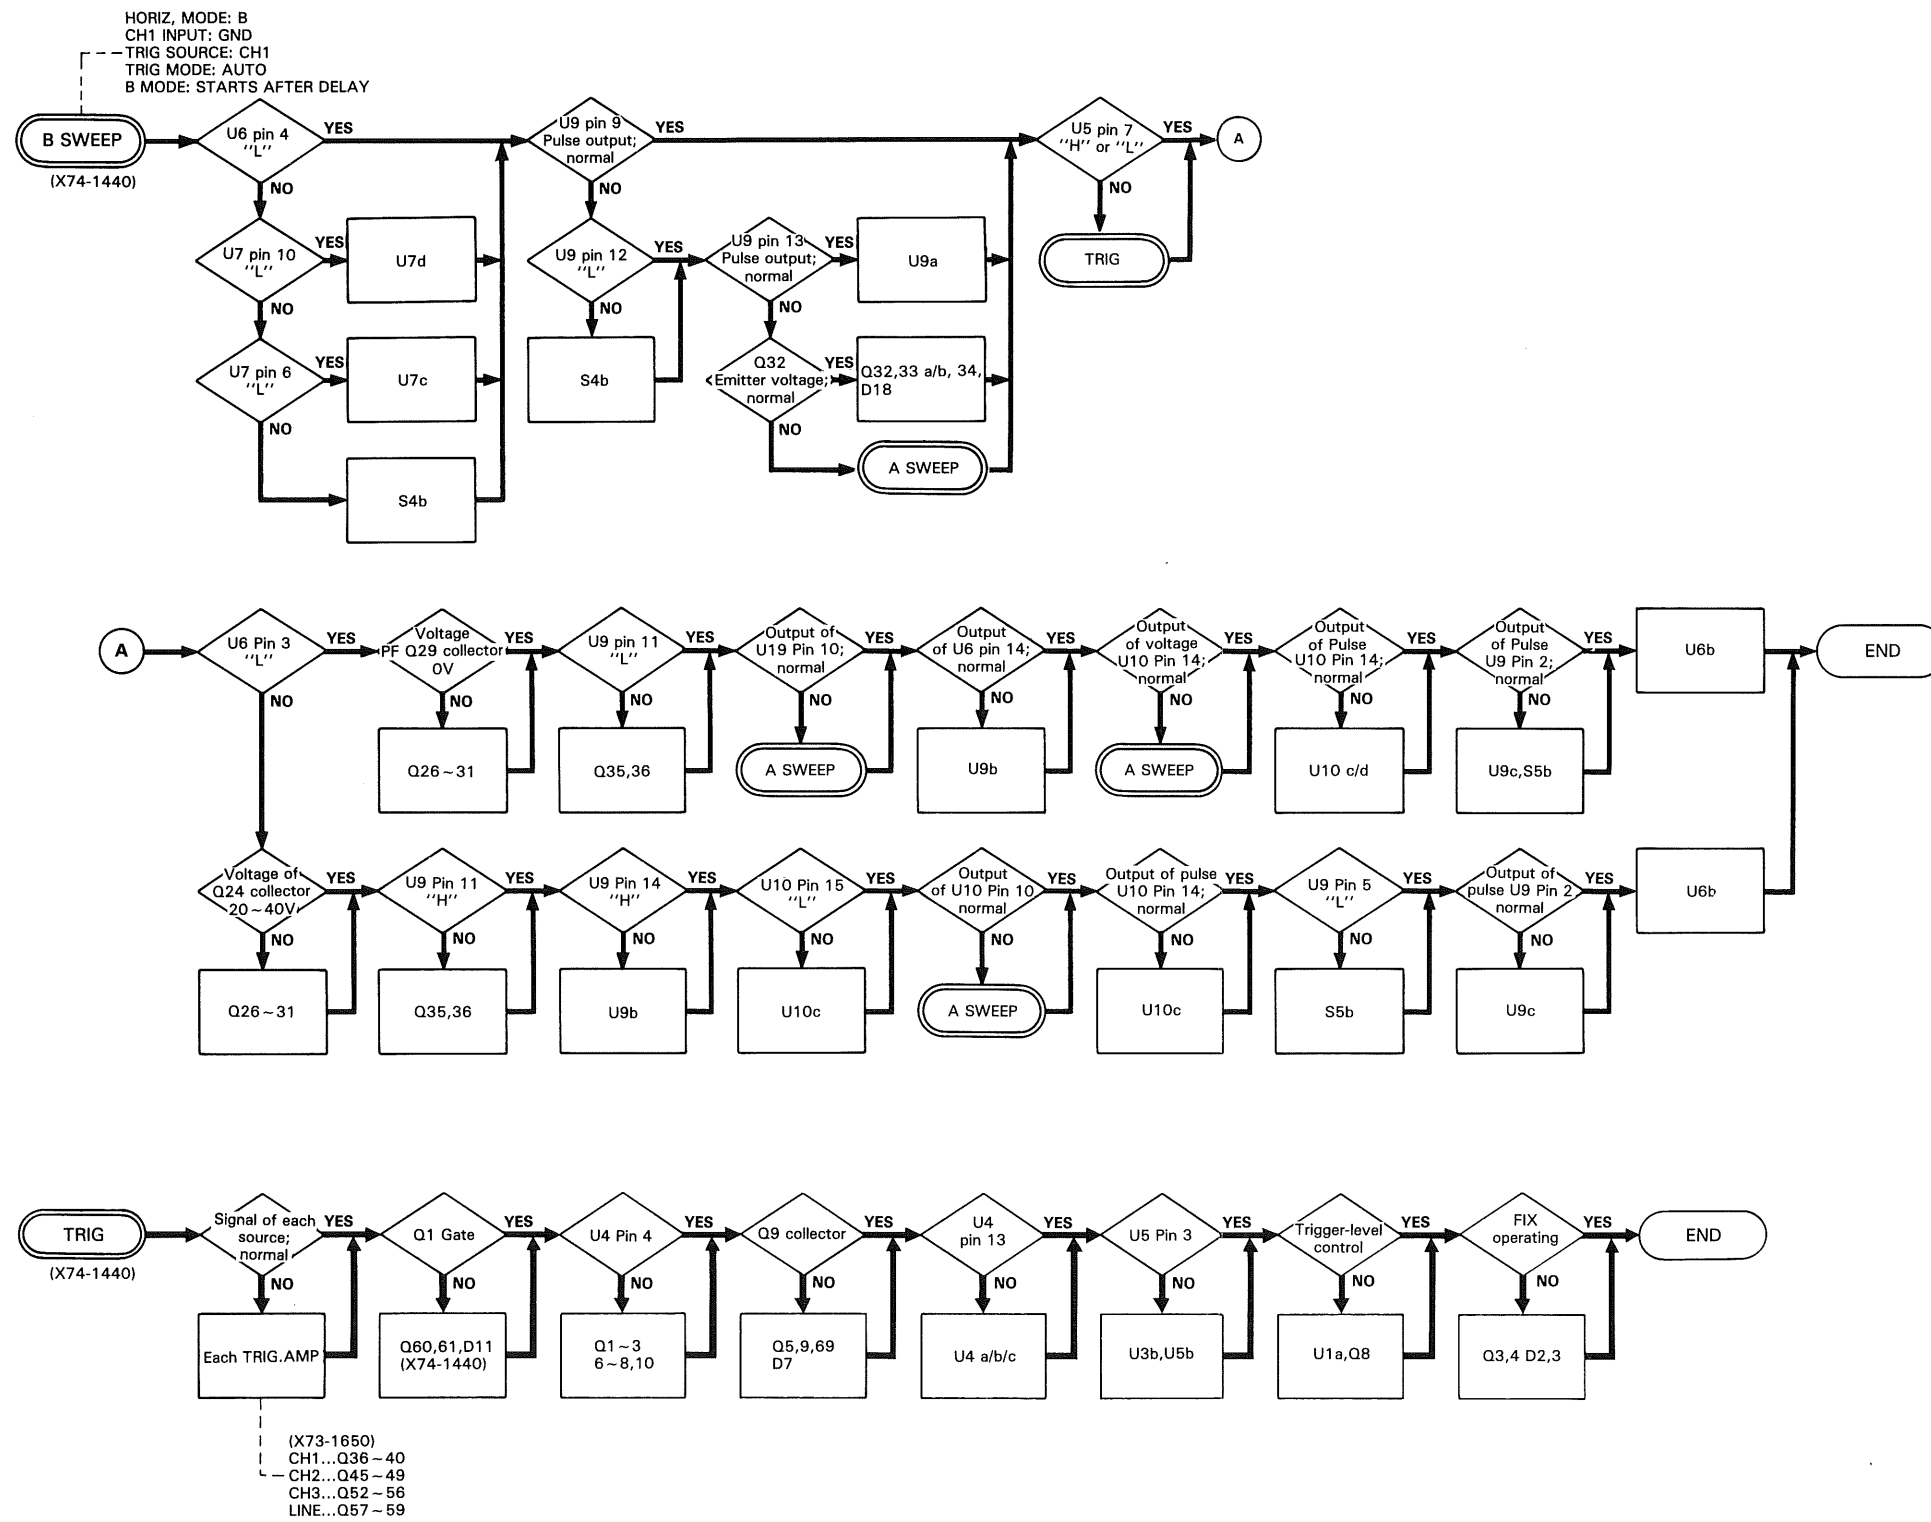 HORIZ, MODE: B
CH1 INPUT: GND
TRIG SOURCE: CH1
TRIG MODE: AUTO
B MODE: STARTS AFTER DELAY
B SWEEP
(X74-1440)
U6 pin 4
"L"
YES
NO
U7 pin 10
"L"
YES
U7d
NO
U7 pin 6
"L"
YES
U7c
NO
S4b
U9 pin 9
Pulse output;
normal
YES
NO
U9 pin 12
"L"
YES
NO
S4b
U9 pin 13
Pulse output;
normal
YES
U9a
NO
Q32
Emitter voltage;
normal
YES
Q32,33 a/b, 34,
D18
NO
A SWEEP
U5 pin 7
"H" or "L"
YES
A
NO
TRIG
A
U6 Pin 3
"L"
YES
NO
Voltage
PF Q29 collector
0V
YES
NO
Q26~31
U9 pin 11
"L"
YES
NO
Q35,36
Output of
U19 Pin 10;
normal
YES
NO
A SWEEP
Output
of U6 pin 14;
normal
YES
NO
U9b
Output
of voltage
U10 Pin 14;
normal
YES
NO
A SWEEP
Output
of Pulse
U10 Pin 14;
normal
YES
NO
U10 c/d
Output
of Pulse
U9 Pin 2;
normal
YES
NO
U9c,S5b
U6b
END
Voltage of
Q24 collector
20~40V
YES
NO
Q26~31
U9 Pin 11
"H"
YES
NO
Q35,36
U9 Pin 14
"H"
YES
NO
U9b
U10 Pin 15
"L"
YES
NO
U10c
Output
of U10 Pin 10
normal
YES
NO
A SWEEP
Output of pulse
U10 Pin 14;
normal
YES
NO
U10c
U9 Pin 5
"L"
YES
NO
S5b
Output of
pulse U9 Pin 2
normal
YES
NO
U9c
U6b
TRIG
(X74-1440)
Signal of each
source;
normal
YES
NO
Each TRIG.AMP
(X73-1650)
CH1...Q36~40
CH2...Q45~49
CH3...Q52~56
LINE...Q57~59
Q1 Gate
YES
NO
Q60,61,D11
(X74-1440)
U4 Pin 4
YES
NO
Q1~3
6~8,10
Q9 collector
YES
NO
Q5,9,69
D7
U4
pin 13
YES
NO
U4 a/b/c
U5 Pin 3
YES
NO
U3b,U5b
Trigger-level
control
YES
NO
U1a,Q8
FIX
operating
YES
NO
Q3,4 D2,3
END